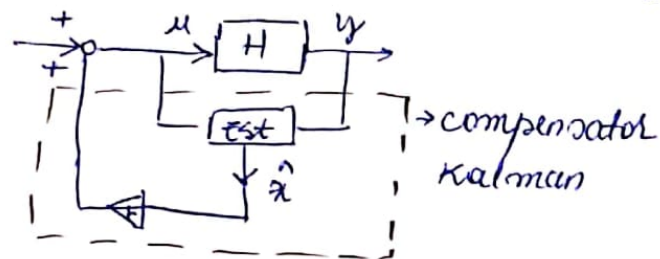 +
+
u
H
y
Est
x̂
F
→ compensator
Kalman